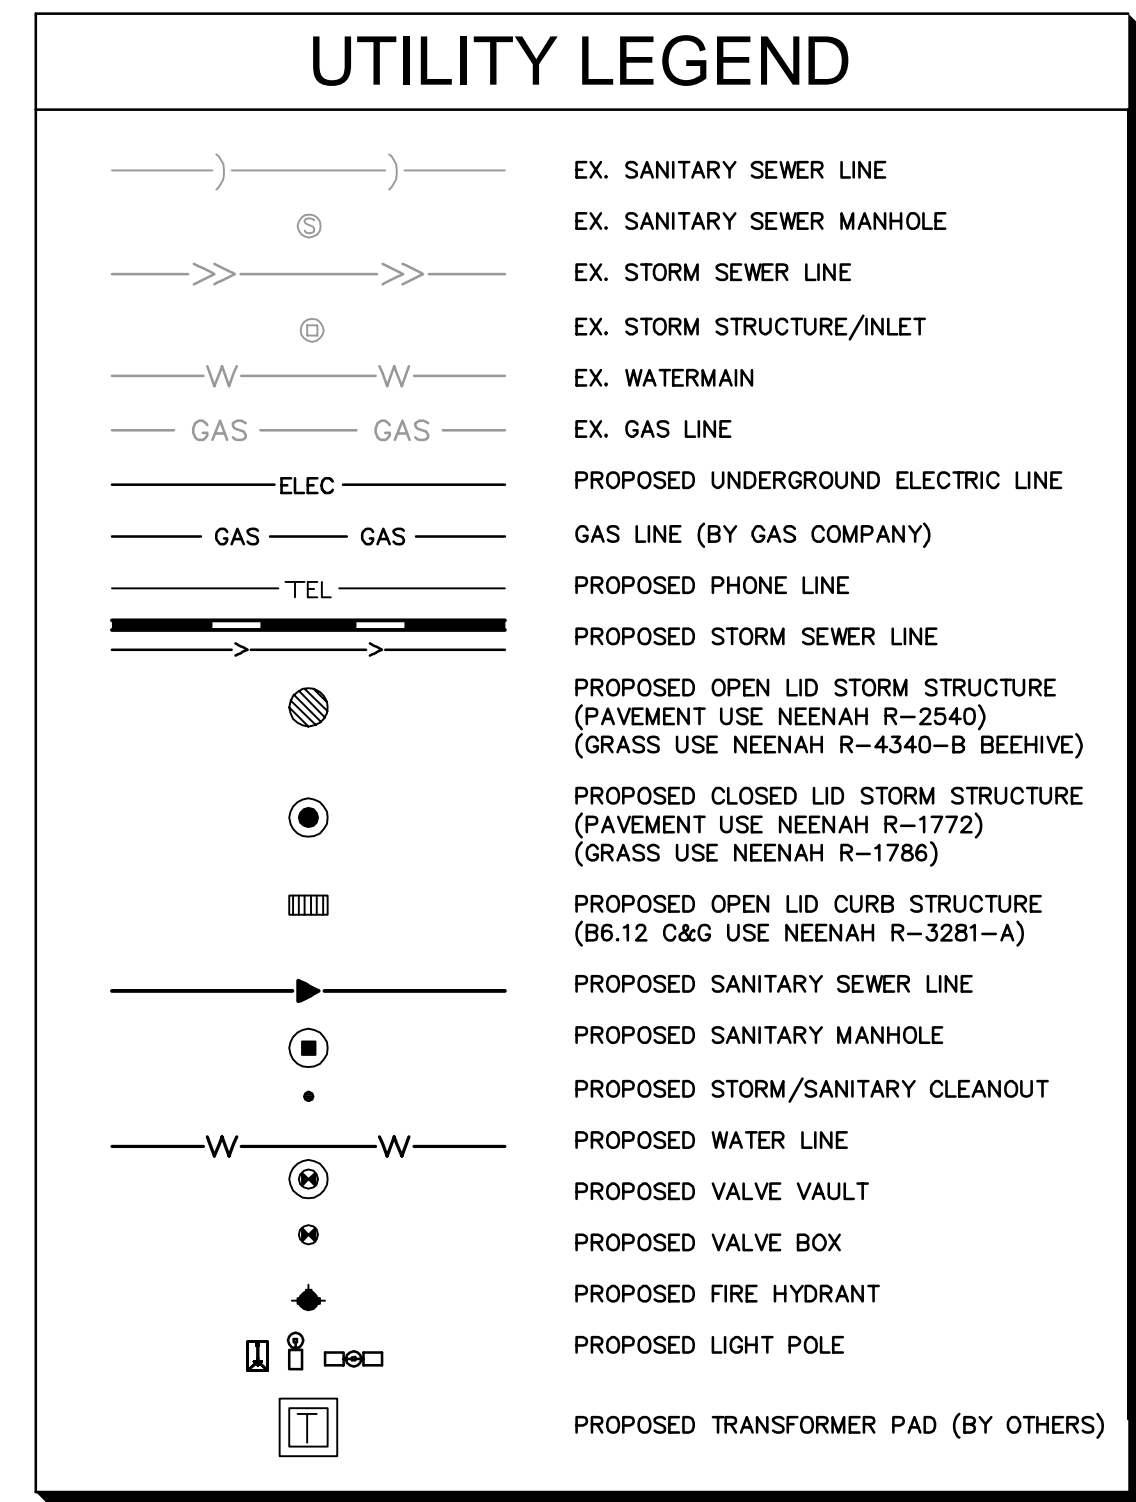 UTILITY LEGEND
EX. SANITARY SEWER LINE
S
EX. SANITARY SEWER MANHOLE
EX. STORM SEWER LINE
EX. STORM STRUCTURE/INLET
W W
EX. WATERMAIN
GAS GAS
EX. GAS LINE
ELEC
PROPOSED UNDERGROUND ELECTRIC LINE
GAS GAS
GAS LINE (BY GAS COMPANY)
TEL
PROPOSED PHONE LINE
PROPOSED STORM SEWER LINE
PROPOSED OPEN LID STORM STRUCTURE
(PAVEMENT USE NEENAH R-2540)
(GRASS USE NEENAH R-4340-B BEEHIVE)
PROPOSED CLOSED LID STORM STRUCTURE
(PAVEMENT USE NEENAH R-1772)
(GRASS USE NEENAH R-1786)
PROPOSED OPEN LID CURB STRUCTURE
(B6.12 C&G USE NEENAH R-3281-A)
PROPOSED SANITARY SEWER LINE
PROPOSED SANITARY MANHOLE
PROPOSED STORM/SANITARY CLEANOUT
W W
PROPOSED WATER LINE
PROPOSED VALVE VAULT
PROPOSED VALVE BOX
PROPOSED FIRE HYDRANT
PROPOSED LIGHT POLE
T
PROPOSED TRANSFORMER PAD (BY OTHERS)